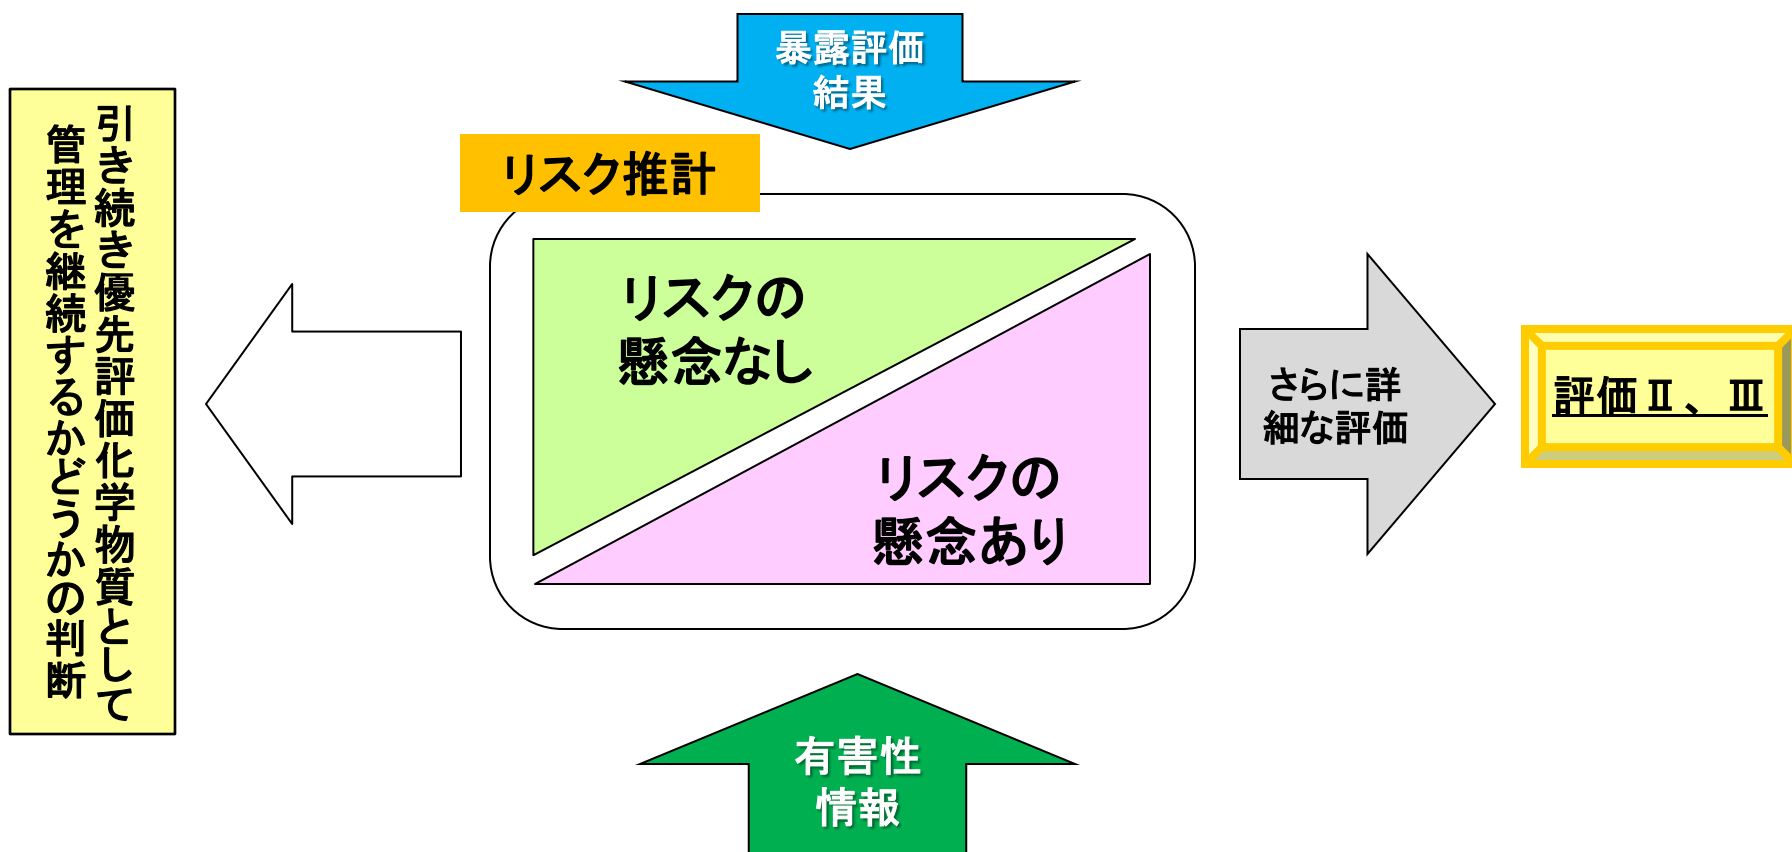 暴露評価
結果
リスク推計
引き続き優先評価化学物質として
管理を継続するかどうかの判断
リスクの
懸念なし
リスクの
懸念あり
さらに詳
細な評価
評価Ⅱ、Ⅲ
有害性
情報